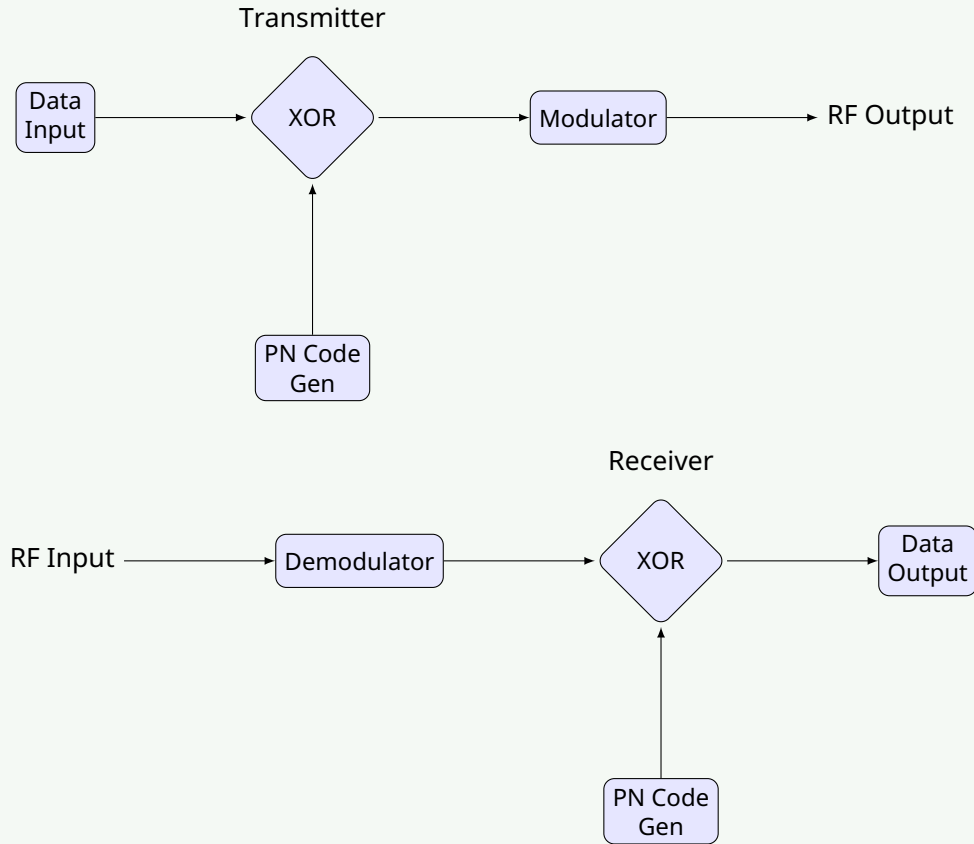 Transmitter
Data
Input
XOR
Modulator
RF Output
PN Code
Gen
Receiver
RF Input
Demodulator
XOR
Data
Output
PN Code
Gen